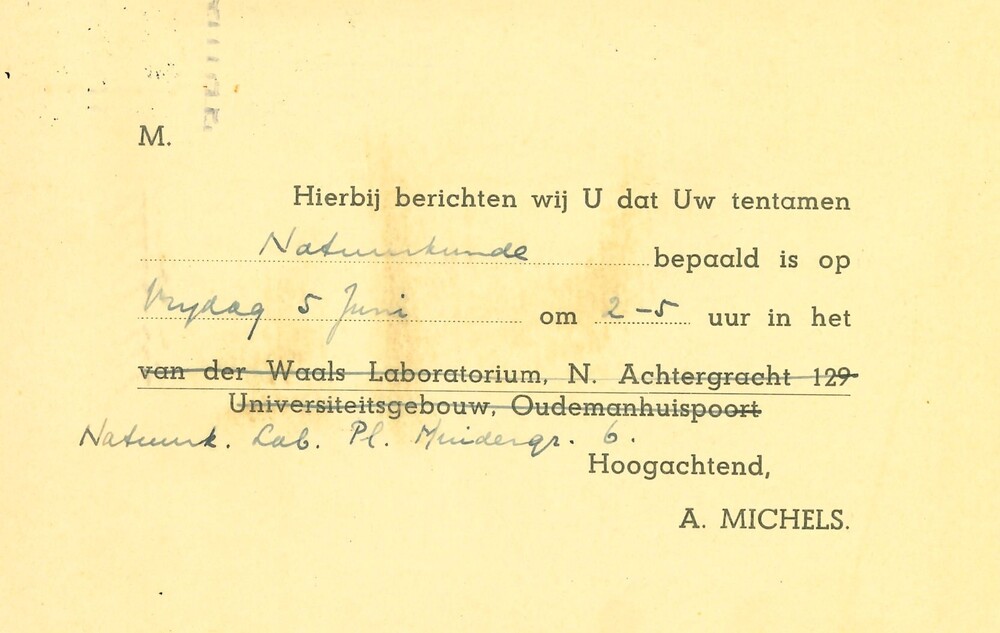 M.
Hierbij berichten wij U dat Uw tentamen
Natuurkunde bepaald is op
Vrijdag 5 Juni om 2-5 uur in het
van der Waals Laboratorium, N. Achtergracht 129
Universiteitsgebouw, Oudemanhuispoort
Natuurk. Lab. Pl. Muidergr. 6.
Hoogachtend,
A. MICHELS.